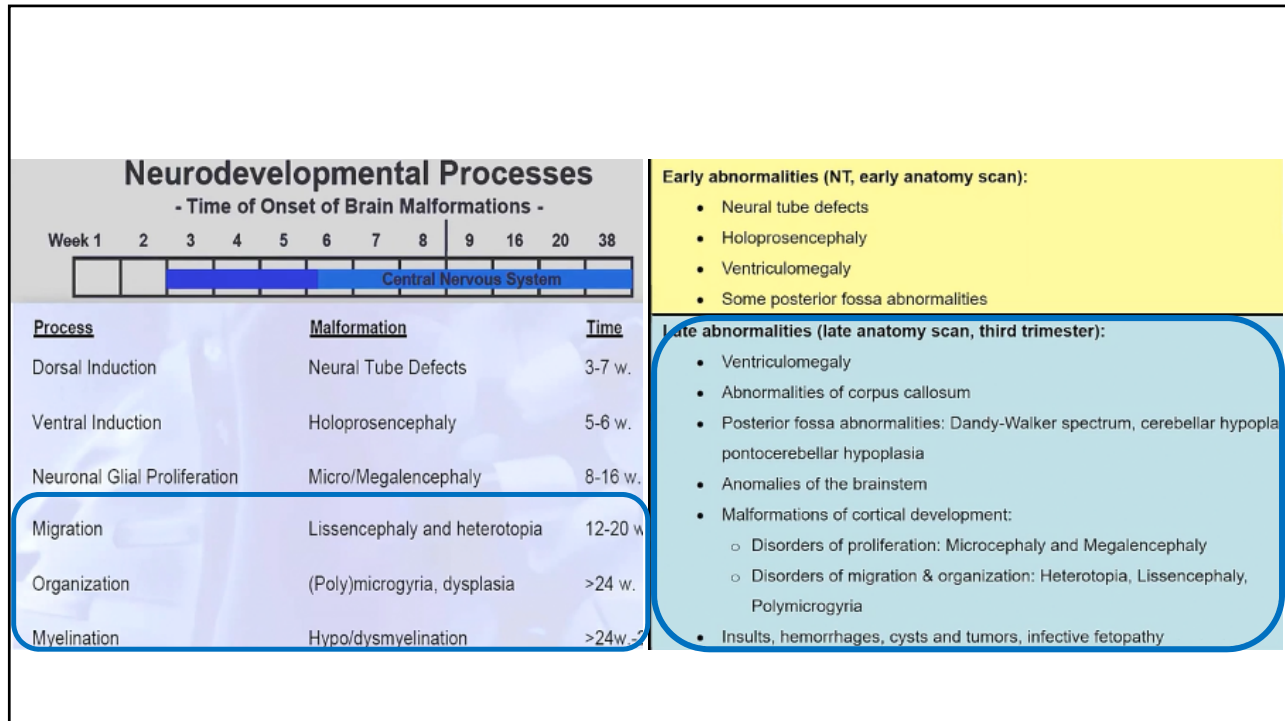 Neurodevelopmental Processes
- Time of Onset of Brain Malformations -
Week 1 2 3 4 5 6 7 8 9 16 20 38
Central Nervous System
Process Malformation Time
Dorsal Induction Neural Tube Defects 3-7 w.
Ventral Induction Holoprosencephaly 5-6 w.
Neuronal Glial Proliferation Micro/Megalencephaly 8-16 w.
Migration Lissencephaly and heterotopia 12-20 w
Organization (Poly)microgyria, dysplasia >24 w.
Myelination Hypo/dysmyelination >24w.-2
Early abnormalities (NT, early anatomy scan):
• Neural tube defects
• Holoprosencephaly
• Ventriculomegaly
• Some posterior fossa abnormalities
Late abnormalities (late anatomy scan, third trimester):
• Ventriculomegaly
• Abnormalities of corpus callosum
• Posterior fossa abnormalities: Dandy-Walker spectrum, cerebellar hypopla
pontocerebellar hypoplasia
• Anomalies of the brainstem
• Malformations of cortical development:
o Disorders of proliferation: Microcephaly and Megalencephaly
o Disorders of migration & organization: Heterotopia, Lissencephaly,
Polymicrogyria
• Insults, hemorrhages, cysts and tumors, infective fetopathy